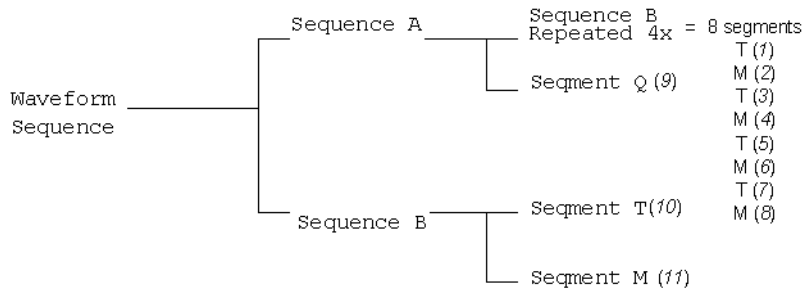 Sequence A
Sequence B
Repeated 4x = 8 segments
T (1)
M (2)
T (3)
M (4)
T (5)
M (6)
T (7)
M (8)
Seqment Q (9)
Waveform
Sequence
Sequence B
Seqment T(10)
Seqment M (11)